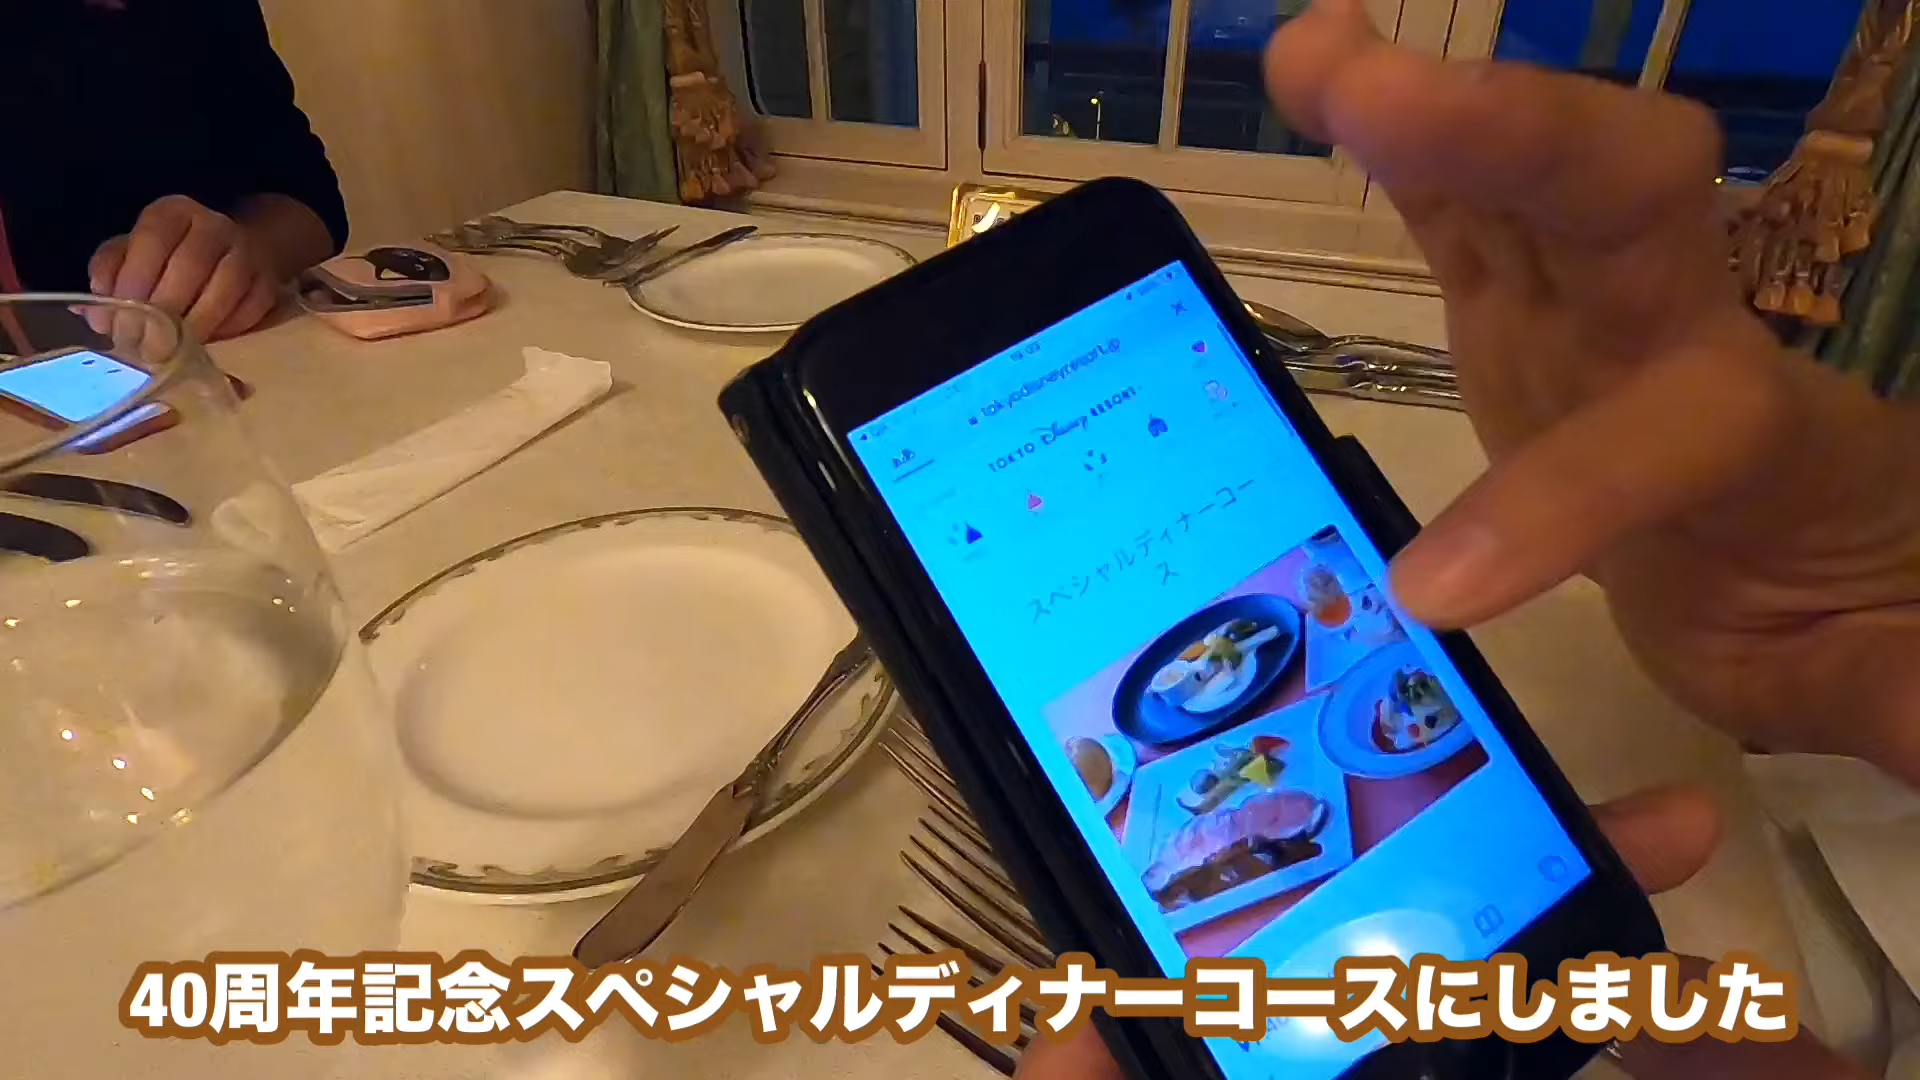 19:03
tokyodisneyresort.jp
TOKYO Disney RESORT
スペシャルディナーコー
ス
40周年記念スペシャルディナーコースにしました